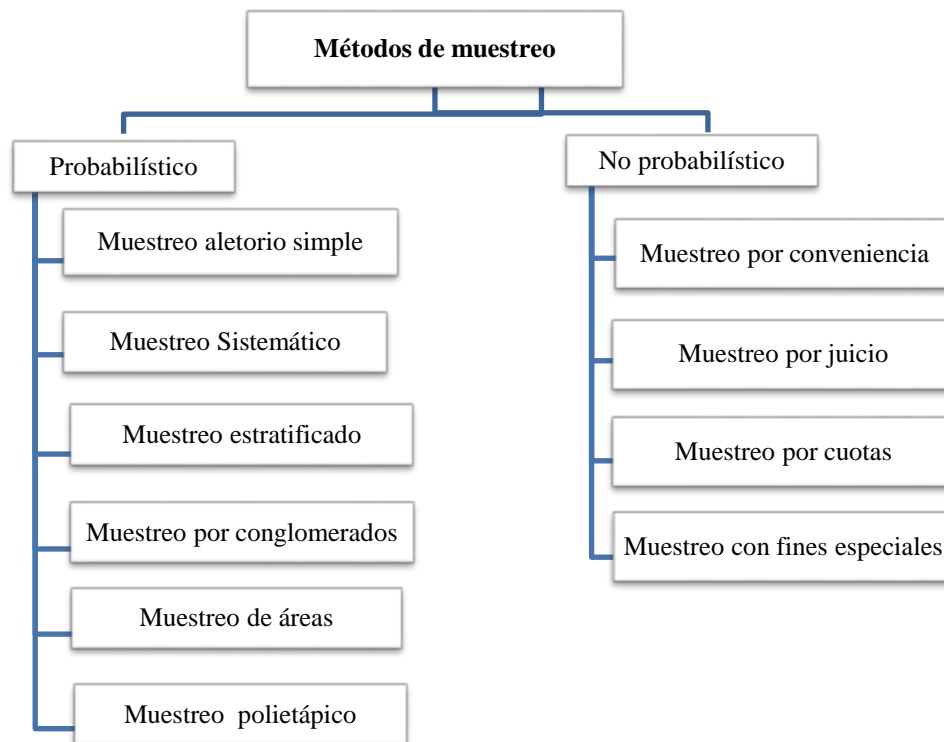 Métodos de muestreo
Probabilístico
Muestreo aletorio simple
Muestreo Sistemático
Muestreo estratificado
Muestreo por conglomerados
Muestreo de áreas
Muestreo polietápico
No probabilístico
Muestreo por conveniencia
Muestreo por juicio
Muestreo por cuotas
Muestreo con fines especiales